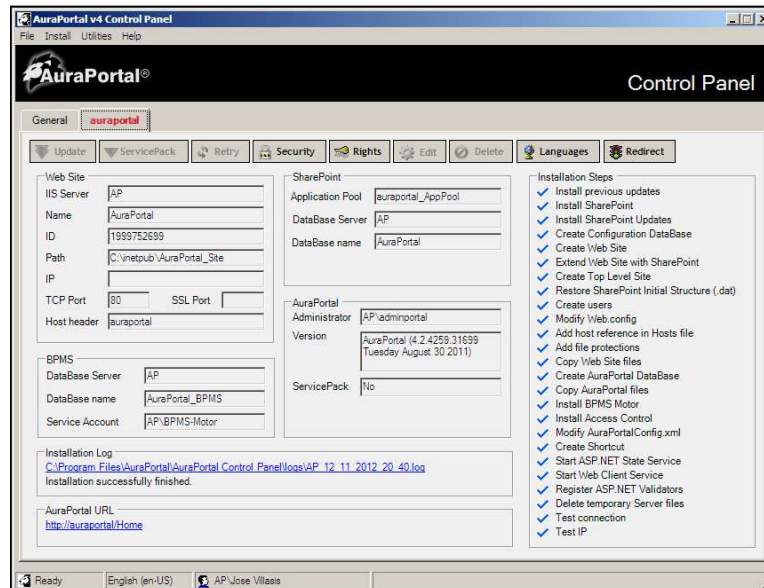 AuraPortal v4 Control Panel
File Install Utilities Help
AuraPortal®
Control Panel
General auraportal
Update ServicePack Retry Security Rights Edit Delete Languages Redirect
Web Site
IIS Server AP
Name AuraPortal
ID 1999752699
Path C:\inetpub\AuraPortal_Site
IP
TCP Port 80 SSL Port
Host header auraportal
BPMS
DataBase Server AP
DataBase name AuraPortal_BPMS
Service Account AP\BPMS-Motor
SharePoint
Application Pool auraportal_AppPool
DataBase Server AP
DataBase name AuraPortal
AuraPortal
Administrator AP\adminportal
Version AuraPortal (4.2.4259.31699
Tuesday August 30 2011)
ServicePack No
Installation Steps
Install previous updates
Install SharePoint
Install SharePoint Updates
Create Configuration DataBase
Create Web Site
Extend Web Site with SharePoint
Create Top Level Site
Restore SharePoint Initial Structure (.dat)
Create users
Modify Web.config
Add host reference in Hosts file
Add file protections
Copy Web Site files
Create AuraPortal DataBase
Copy AuraPortal files
Install BPMS Motor
Install Access Control
Modify AuraPortalConfig.xml
Create Shortcut
Start ASP.NET State Service
Start Web Client Service
Register ASP.NET Validators
Delete temporary Server files
Test connection
Test IP
Installation Log
C:\Program Files\AuraPortal\AuraPortal Control Panel\logs\AP_12_11_2012_20_40.log
Installation successfully finished.
AuraPortal URL
http://auraportal/Home
Ready English (en-US) AP\Jose Villasis